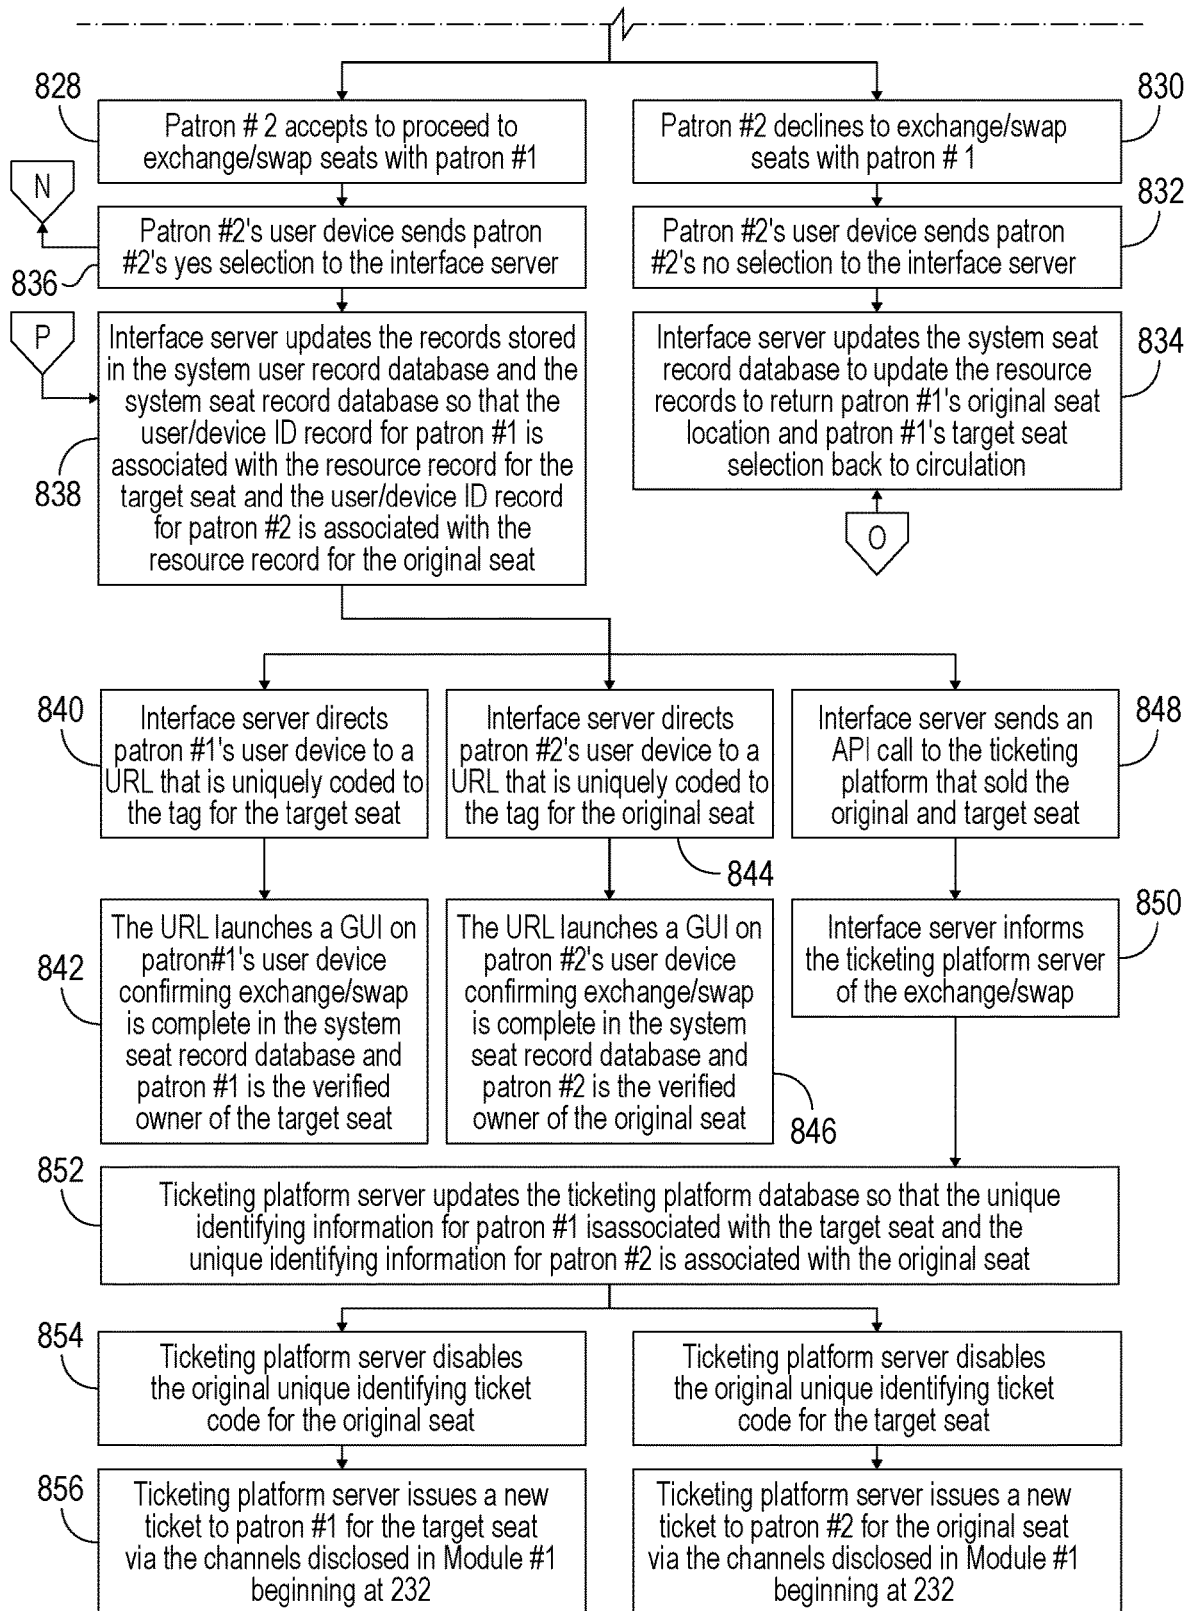 828
Patron # 2 accepts to proceed to
exchange/swap seats with patron #1
830
Patron #2 declines to exchange/swap
seats with patron # 1
N
Patron #2's user device sends patron
#2's yes selection to the interface server
836
832
Patron #2's user device sends patron
#2's no selection to the interface server
P
Interface server updates the records stored
in the system user record database and the
system seat record database so that the
user/device ID record for patron #1 is
associated with the resource record for the
target seat and the user/device ID record
for patron #2 is associated with the
resource record for the original seat
838
Interface server updates the system seat
record database to update the resource
records to return patron #1's original seat
location and patron #1's target seat
selection back to circulation
834
O
840
Interface server directs
patron #1's user device to a
URL that is uniquely coded to
the tag for the target seat
Interface server directs
patron #2's user device to a
URL that is uniquely coded to
the tag for the original seat
844
Interface server sends an
API call to the ticketing
platform that sold the
original and target seat
848
842
The URL launches a GUI on
patron#1's user device
confirming exchange/swap
is complete in the system
seat record database and
patron #1 is the verified
owner of the target seat
The URL launches a GUI on
patron #2's user device
confirming exchange/swap
is complete in the system
seat record database and
patron #2 is the verified
owner of the original seat
846
Interface server informs
the ticketing platform server
of the exchange/swap
850
852
Ticketing platform server updates the ticketing platform database so that the unique
identifying information for patron #1 isassociated with the target seat and the
unique identifying information for patron #2 is associated with the original seat
854
Ticketing platform server disables
the original unique identifying ticket
code for the original seat
Ticketing platform server disables
the original unique identifying ticket
code for the target seat
856
Ticketing platform server issues a new
ticket to patron #1 for the target seat
via the channels disclosed in Module #1
beginning at 232
Ticketing platform server issues a new
ticket to patron #2 for the original seat
via the channels disclosed in Module #1
beginning at 232